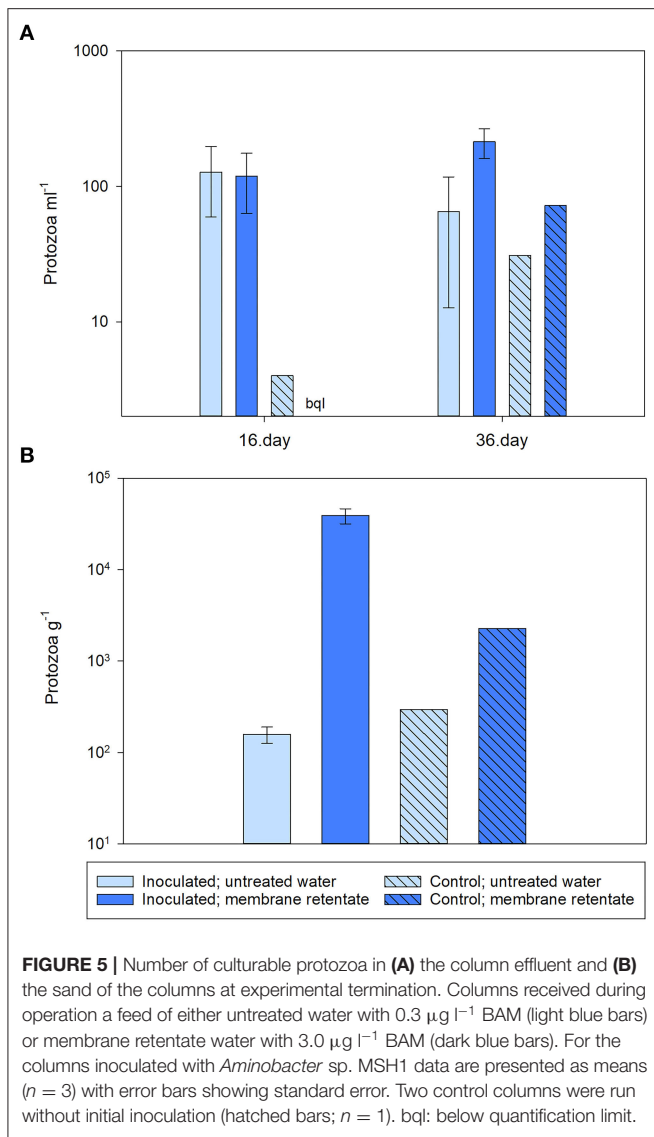 A
1000
100
10
Protozoa ml⁻¹
bql
16.day 36.day
B
10⁵
10⁴
10³
10²
10¹
Protozoa g⁻¹
Inoculated; untreated water Control; untreated water
Inoculated; membrane retentate Control; membrane retentate
FIGURE 5 | Number of culturable protozoa in (A) the column effluent and (B)
the sand of the columns at experimental termination. Columns received during
operation a feed of either untreated water with 0.3 μg l⁻¹ BAM (light blue bars)
or membrane retentate water with 3.0 μg l⁻¹ BAM (dark blue bars). For the
columns inoculated with Aminobacter sp. MSH1 data are presented as means
(n = 3) with error bars showing standard error. Two control columns were run
without initial inoculation (hatched bars; n = 1). bql: below quantification limit.